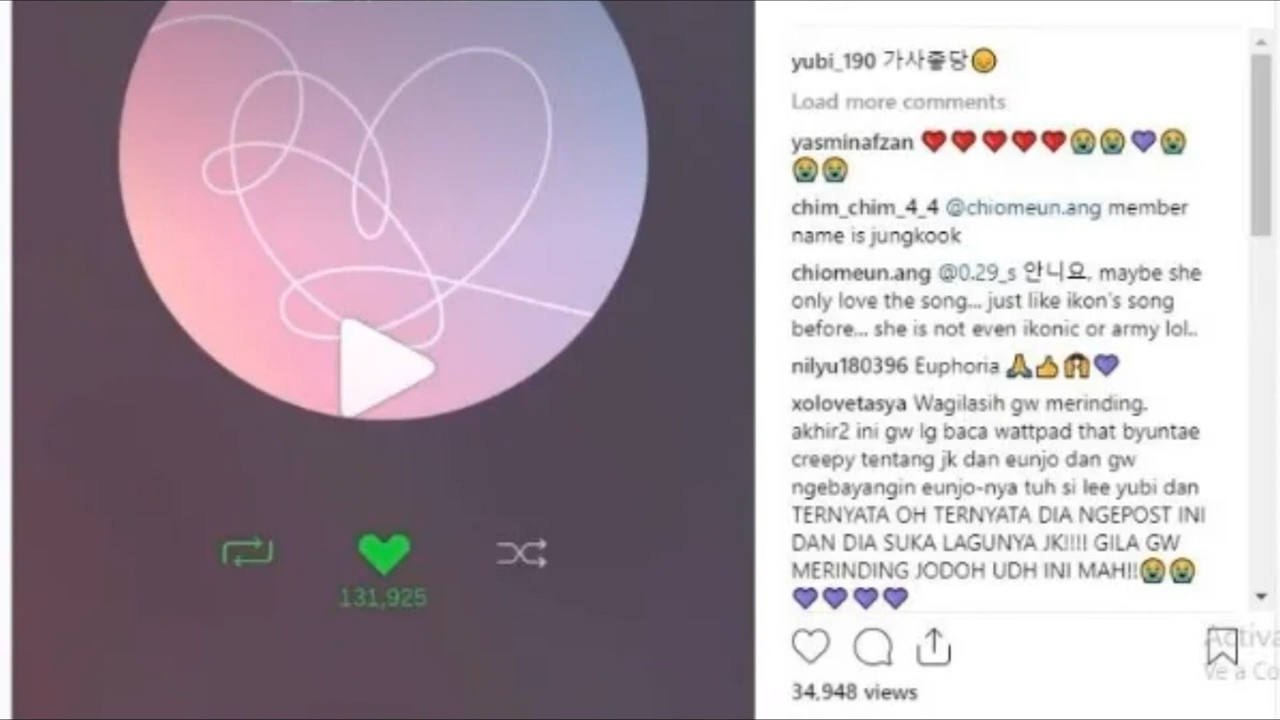 131,925
yubi_190 가사좋당😊
Load more comments
yasminafzan ❤️❤️❤️❤️❤️😭😭💜😭
😭😭
chim_chim_4_4 @chiomeun.ang member
name is jungkook
chiomeun.ang @0.29_s 안니요, maybe she
only love the song... just like ikon's song
before... she is not even ikonic or army lol..
nilyu180396 Euphoria 🙏👍🙆💜
xolovetasya Wagilasih gw merinding.
akhir2 ini gw lg baca wattpad that byuntae
creepy tentang jk dan eunjo dan gw
ngebayangin eunjo-nya tuh si lee yubi dan
TERNYATA OH TERNYATA DIA NGEPOST INI
DAN DIA SUKA LAGUNYA JK!!!! GILA GW
MERINDING JODOH UDH INI MAH!!😭😭
💜💜💜💜
34,948 views